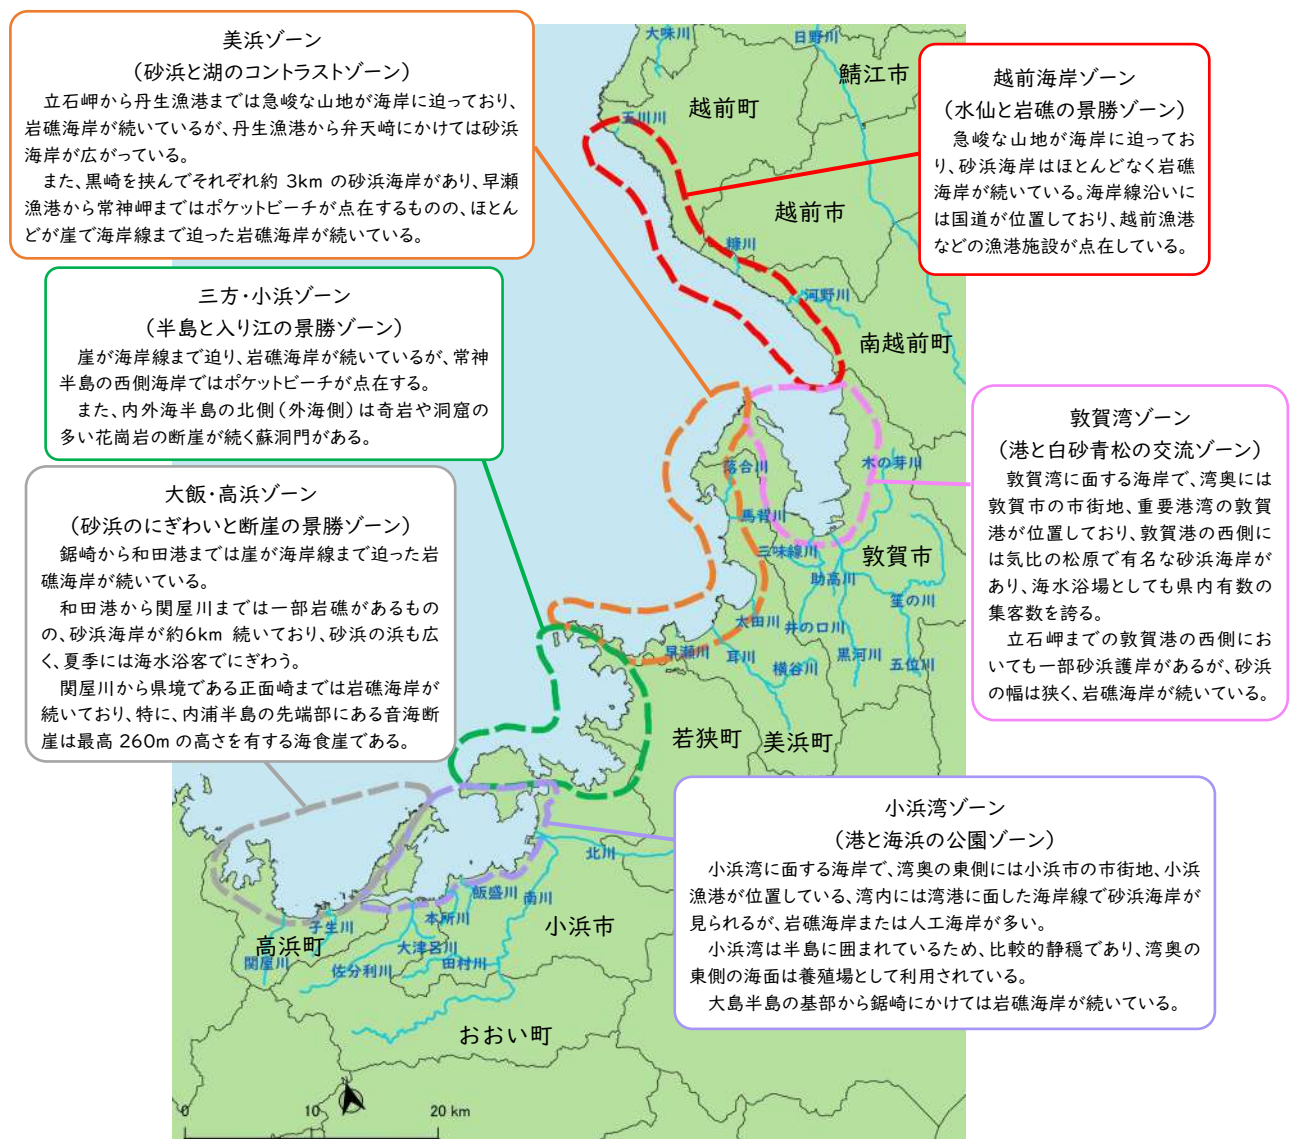 美浜ゾーン
（砂浜と湖のコントラストゾーン）
立石岬から丹生漁港までは急峻な山地が海岸に迫っており、
岩礁海岸が続いているが、丹生漁港から弁天崎にかけては砂浜
海岸が広がっている。
また、黒崎を挟んでそれぞれ約 3km の砂浜海岸があり、早瀬
漁港から常神岬まではポケットビーチが点在するものの、ほとん
どが崖で海岸線まで迫った岩礁海岸が続いている。
三方・小浜ゾーン
（半島と入り江の景勝ゾーン）
崖が海岸線まで迫り、岩礁海岸が続いているが、常神
半島の西側海岸ではポケットビーチが点在する。
また、内外海半島の北側（外海側）は奇岩や洞窟の
多い花崗岩の断崖が続く蘇洞門がある。
大飯・高浜ゾーン
（砂浜のにぎわいと断崖の景勝ゾーン）
鋸崎から和田港までは崖が海岸線まで迫った岩
礁海岸が続いている。
和田港から関屋川までは一部岩礁があるもの
の、砂浜海岸が約6km 続いており、砂浜の浜も広
く、夏季には海水浴客でにぎわう。
関屋川から県境である正面崎までは岩礁海岸が
続いており、特に、内浦半島の先端部にある音海断
崖は最高 260m の高さを有する海食崖である。
越前海岸ゾーン
（水仙と岩礁の景勝ゾーン）
急峻な山地が海岸に迫ってお
り、砂浜海岸はほとんどなく岩礁
海岸が続いている。海岸線沿いに
は国道が位置しており、越前漁港
などの漁港施設が点在している。
敦賀湾ゾーン
（港と白砂青松の交流ゾーン）
敦賀湾に面する海岸で、湾奥には
敦賀市の市街地、重要港湾の敦賀
港が位置しており、敦賀港の西側に
は気比の松原で有名な砂浜海岸が
あり、海水浴場としても県内有数の
集客数を誇る。
立石岬までの敦賀港の西側にお
いても一部砂浜護岸があるが、砂浜
の幅は狭く、岩礁海岸が続いている。
小浜湾ゾーン
（港と海浜の公園ゾーン）
小浜湾に面する海岸で、湾奥の東側には小浜市の市街地、小浜
漁港が位置している、湾内には湾港に面した海岸線で砂浜海岸が
見られるが、岩礁海岸または人工海岸が多い。
小浜湾は半島に囲まれているため、比較的静穏であり、湾奥の
東側の海面は養殖場として利用されている。
大島半島の基部から鋸崎にかけては岩礁海岸が続いている。
大味川
日野川
鯖江市
越前町
玉川川
越前市
糠川
河野川
南越前町
木の芽川
落合川
馬背川
三味線川
敦賀市
助高川
笙の川
太田川
井の口川
早瀬川
耳川
横谷川
黒河川
五位川
若狭町
美浜町
北川
飯盛川
南川
本所川
小浜市
子生川
高浜町
関屋川
大津呂川
佐分利川
田村川
おおい町
0
10
20 km